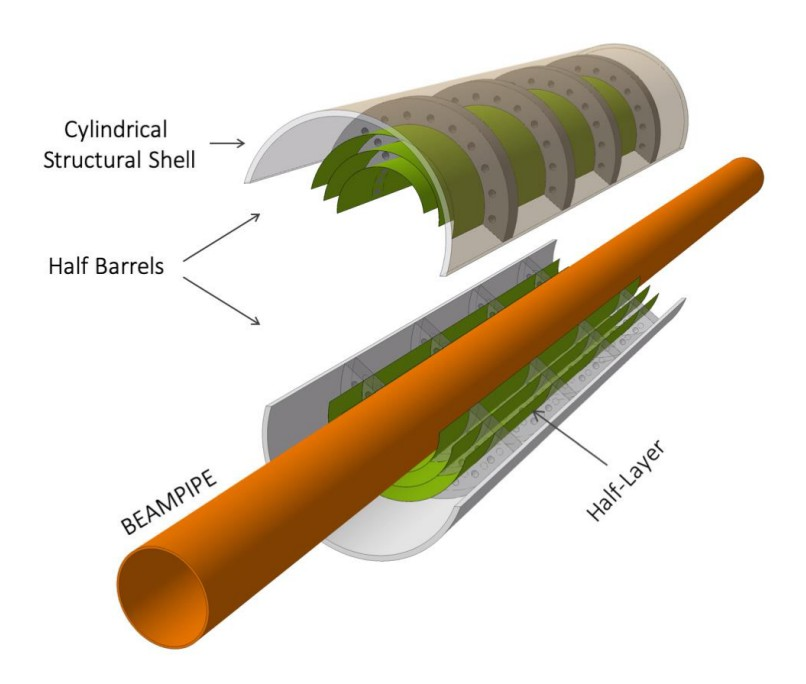 Cylindrical
Structural Shell
Half Barrels
BEAMPIPE
Half-Layer